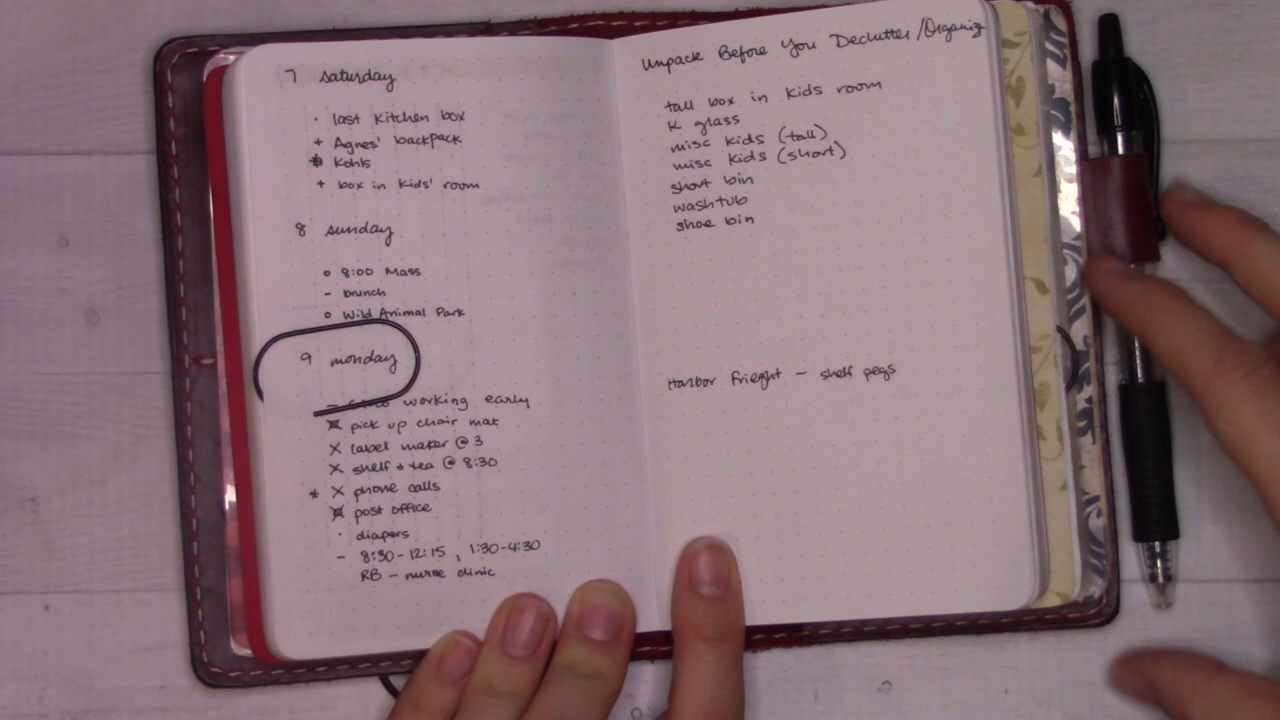 7 saturday
· last kitchen box
+ Agnes' backpack
Kohls
+ box in kids' room
8 sunday
o 8:00 Mass
- brunch
o Wild Animal Park
9 monday
- working early
pick up chair mat
X label maker @ 3
X shelf & tea @ 8:30
* X phone calls
post office
· diapers
- 8:30-12:15, 1:30-4:30
RB - nurse clinic
Unpack Before You Declutter/Organize
tall box in kids room
K glass
misc kids (tall)
misc kids (short)
short bin
washtub
shoe bin
Harbor Frieght - shelf pegs